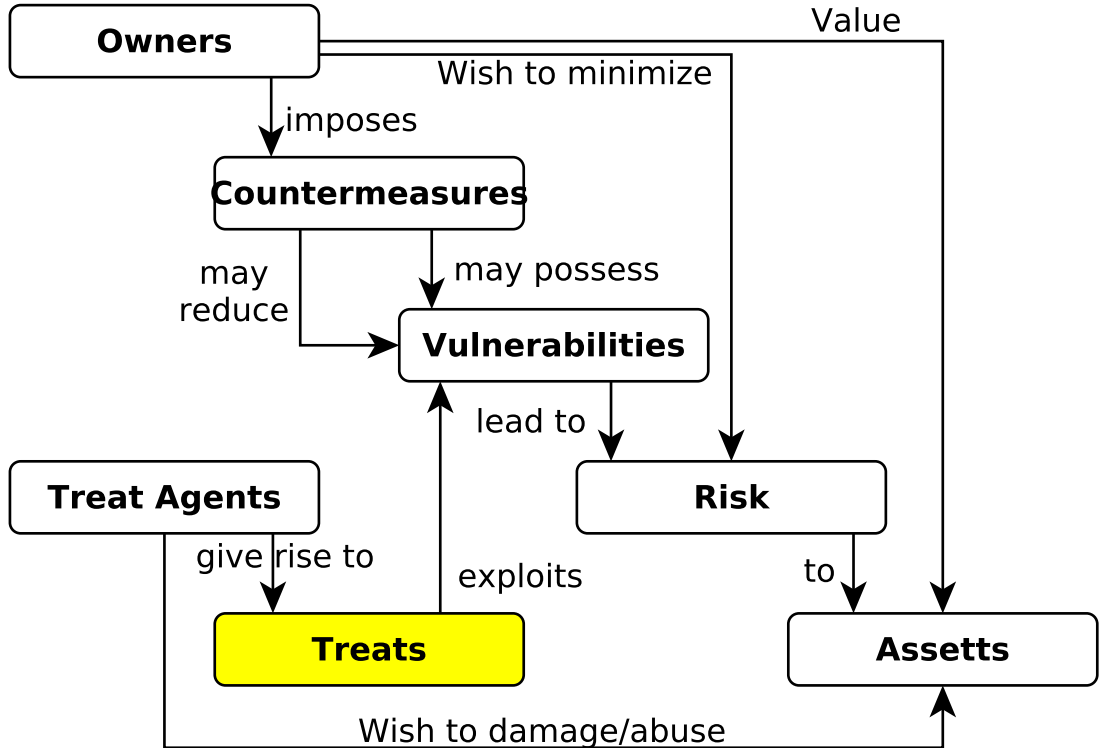 Value
Owners
Wish to minimize
imposes
Countermeasures
may
reduce
may possess
Vulnerabilities
lead to
Treat Agents
Risk
give rise to
exploits
to
Treats
Assetts
Wish to damage/abuse